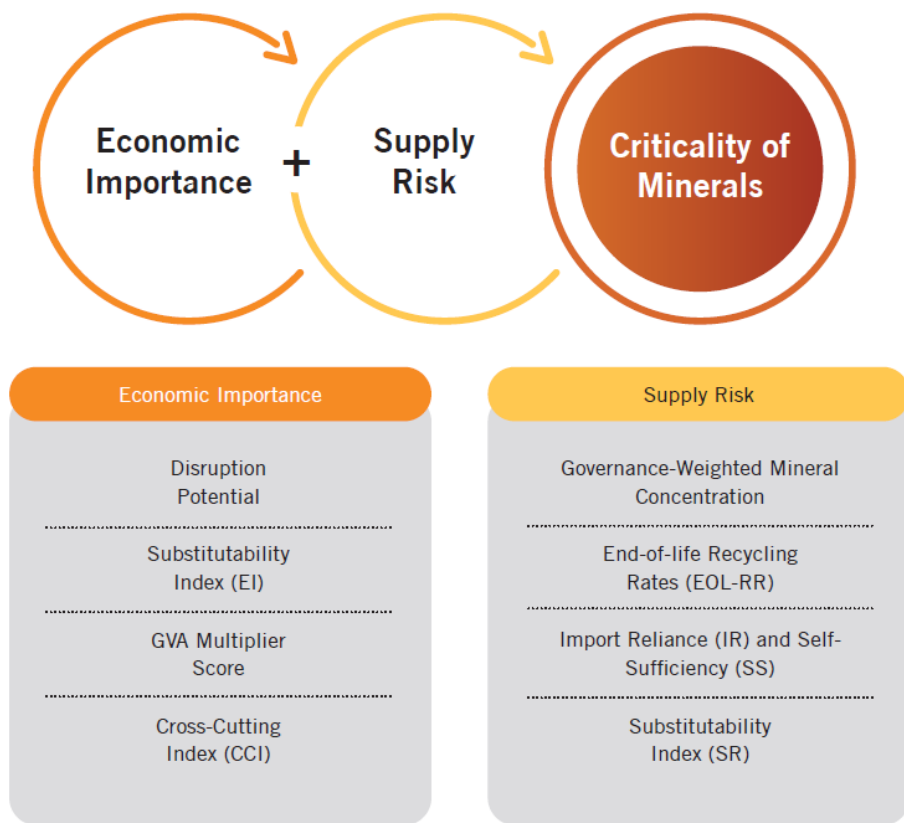 Economic
Importance
+
Supply
Risk
Criticality of
Minerals
Economic Importance
Disruption
Potential
Substitutability
Index (EI)
GVA Multiplier
Score
Cross-Cutting
Index (CCI)
Supply Risk
Governance-Weighted Mineral
Concentration
End-of-life Recycling
Rates (EOL-RR)
Import Reliance (IR) and Self-
Sufficiency (SS)
Substitutability
Index (SR)